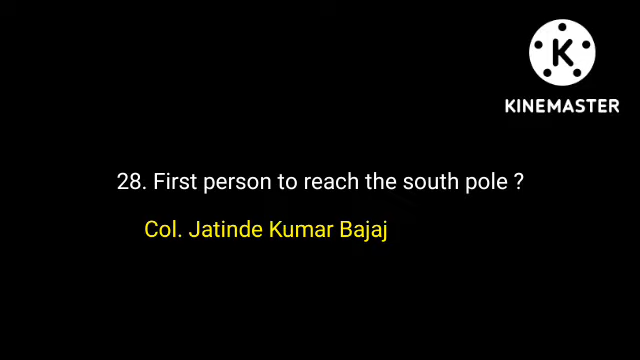 KINEMASTER
28. First person to reach the south pole ?
Col. Jatinde Kumar Bajaj